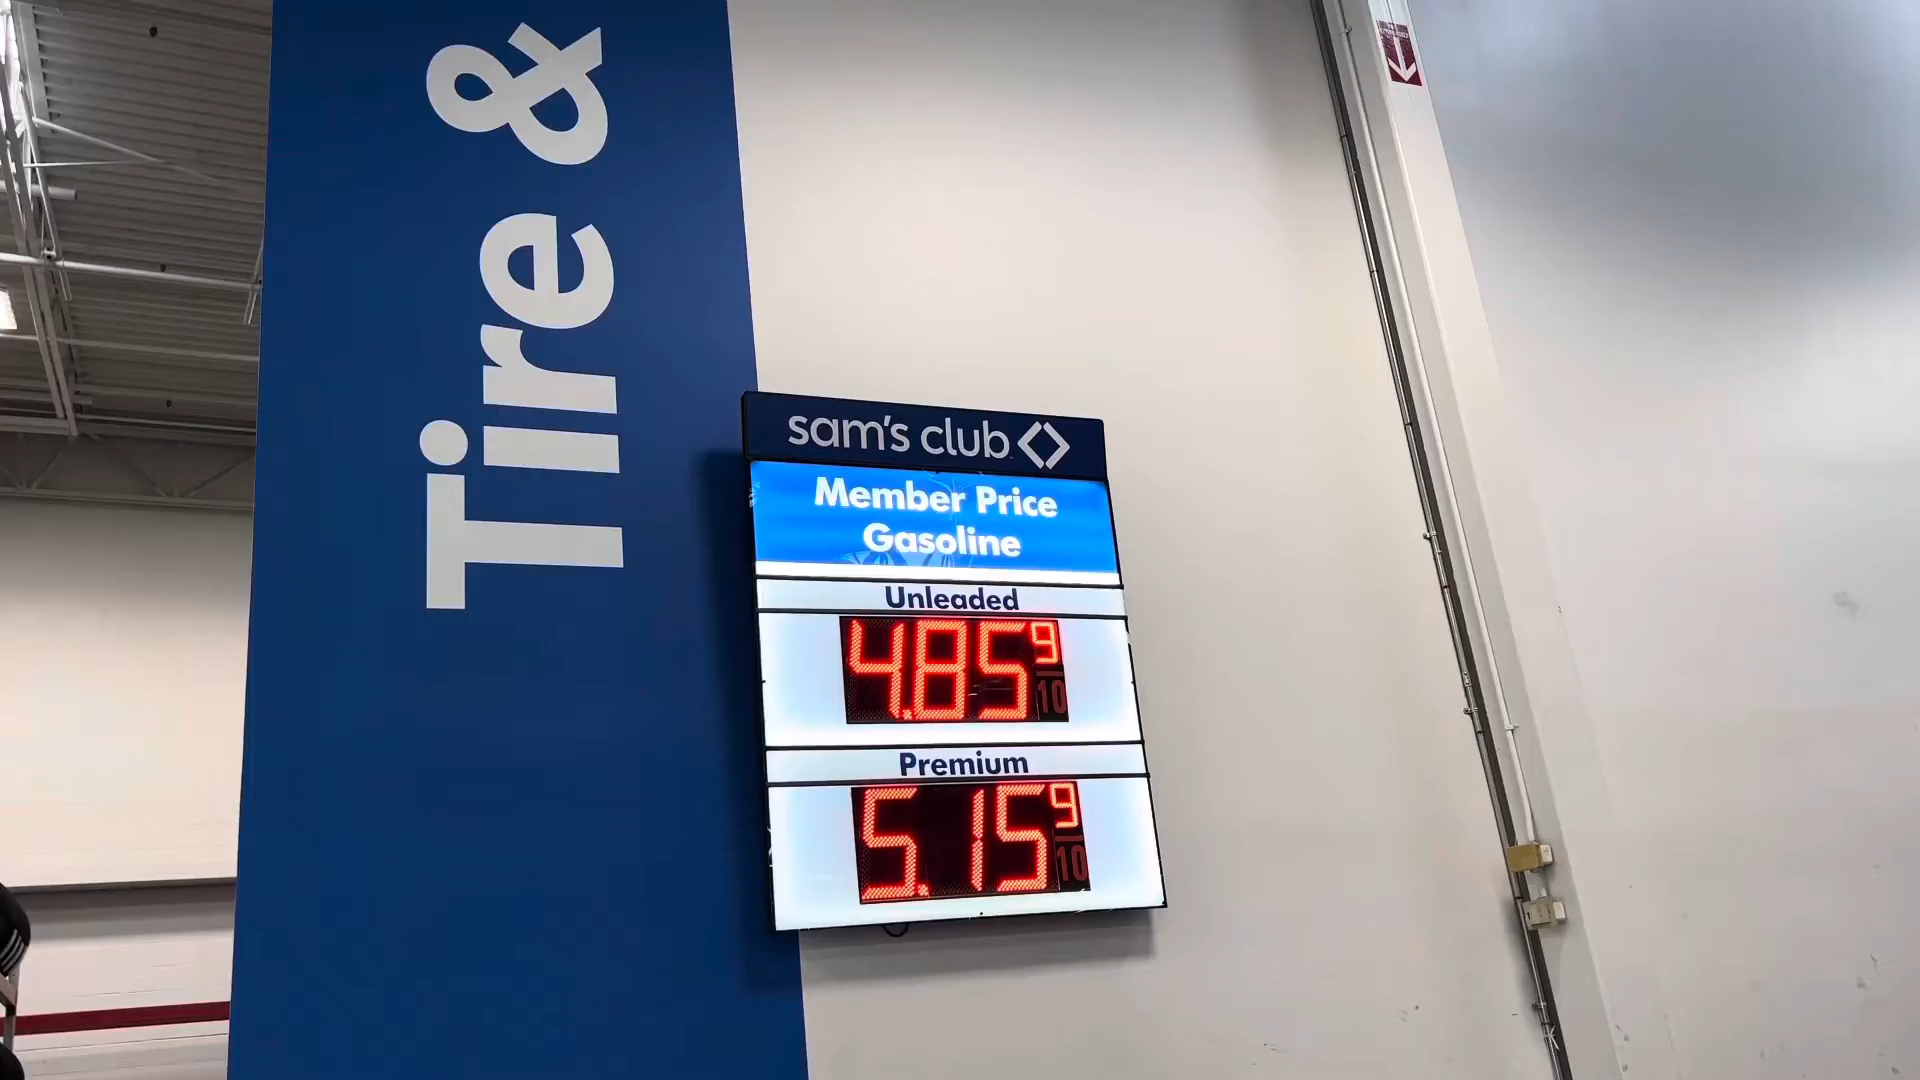 Tire &
sam's club
Member Price
Gasoline
Unleaded
4.85 9/10
Premium
5.15 9/10